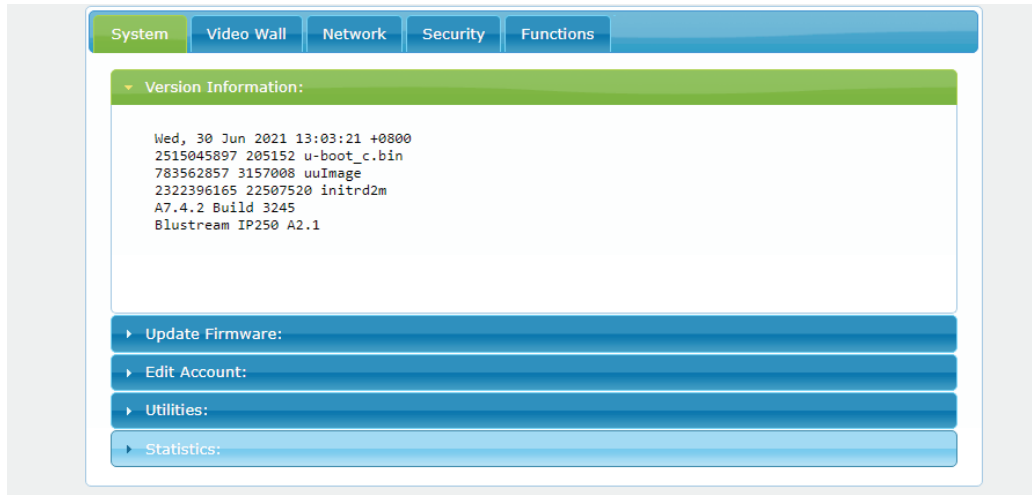 System Video Wall Network Security Functions
Version Information:
Wed, 30 Jun 2021 13:03:21 +0800
2515045897 205152 u-boot_c.bin
783562857 3157008 uuImage
2322396165 22507520 initrd2m
A7.4.2 Build 3245
Blustream IP250 A2.1
Update Firmware:
Edit Account:
Utilities:
Statistics: